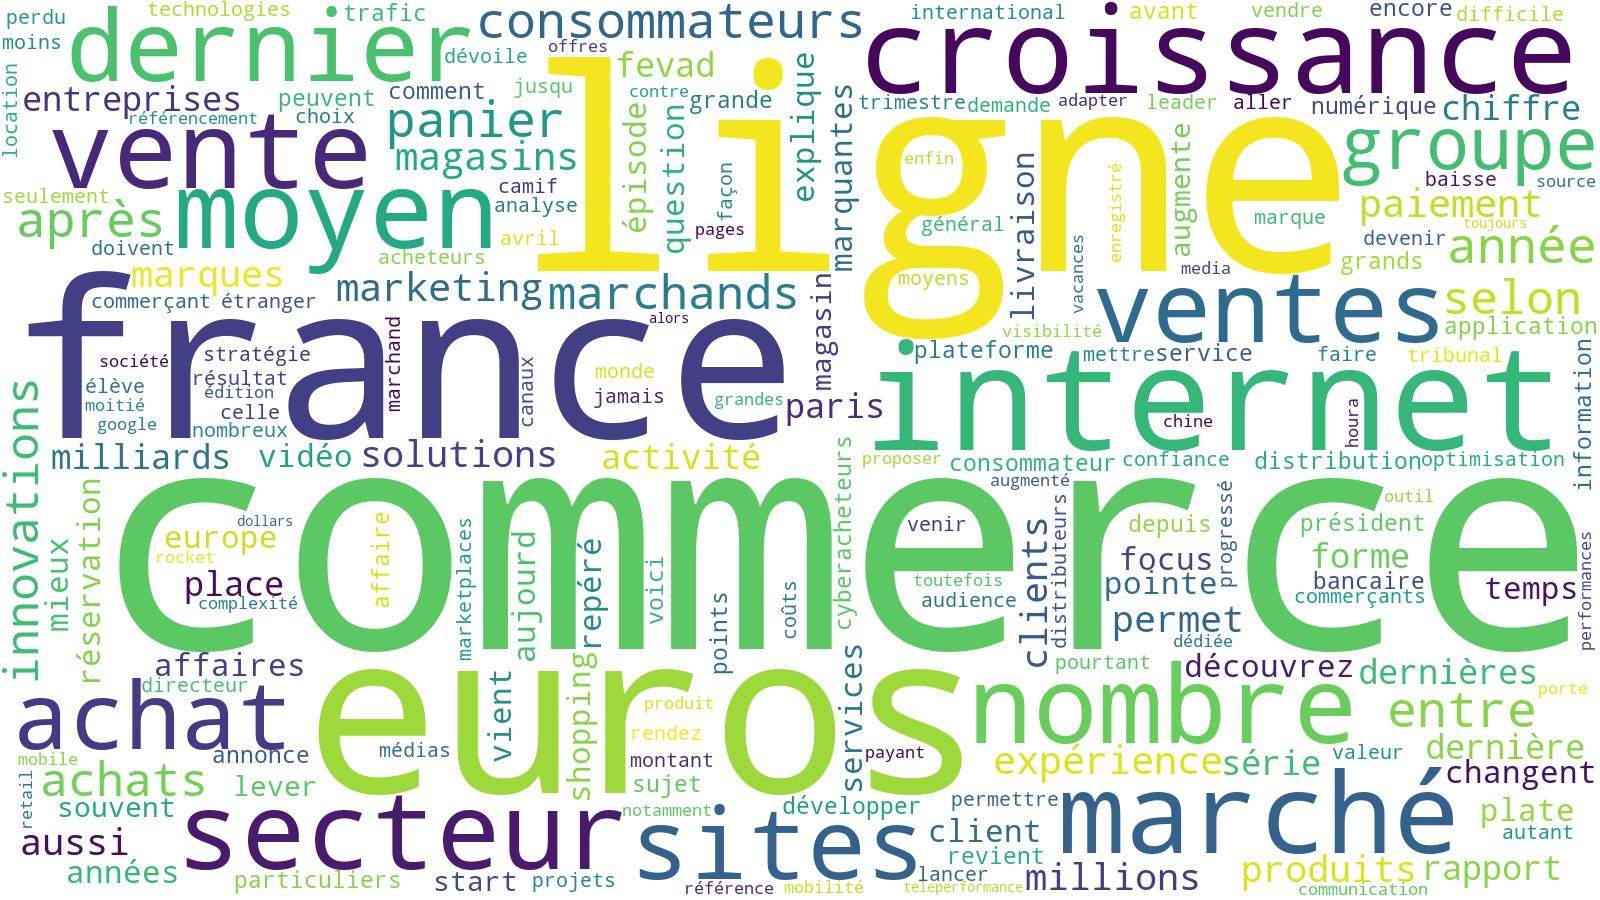 perdu
technologies
trafic
consommateurs
international
avant
vendre
encore
difficile
moins
dernier
dévoile
offres
croissance
fevad
explique
location
entreprises
peuvent
comment
jusqu
contre
grande
marquantes
trimestre
demande
adapter
leader
aller
numérique
chiffre
référencement
choix
panier
épisode
question
vente
magasins
ligne
enfin
groupe
seulement
moyen
camif
analyse
façon
livraison
enregistré
augmente
baisse
source
après
avril
pages
général
marque
paiement
toujours
doivent
acheteurs
vacances
devenir
année
marques
marketing
marchands
magasin
moyens
media
grands
commerçant étranger
ventes
selon
france
alors
visibilité
application
société
stratégie
marchand
canaux
monde
plateforme
mettre
service
faire
tribunal
information
élève
résultat
édition
jamais
grandes
paris
internet
moitié
celle
chine
houra
google
nombreux
innovations
milliards
vidéo
solutions
activité
cyberacheteurs
proposer
consommateur
confiance
distribution
optimisation
augmenté
réservation
commerce
mieux
dollars
europe
affaire
marketplaces
aujourd
repéré
voici
points
coûts
venir
clients
distributeurs
depuis
progressé
outil
président
rocket
place
complexité
toutefois
audience
focus
pointe
forme
bancaire
commerçants
temps
performances
permet
dédiée
affaires
directeur
euros
vient
shopping
services
pourtant
découvrez
dernières
achat
nombre
produit
porte
rendez
entre
mobile
annonce
médias
montant
payant
expérience
série
valeur
dernière
retail
achats
lever
sujet
changent
souvent
secteur
notamment
développer
permettre
marché
plate
sites
client
autant
aussi
revient
années
particuliers
start
projets
référence
mobilité
lancer
teleperformance
millions
produits
rapport
communication